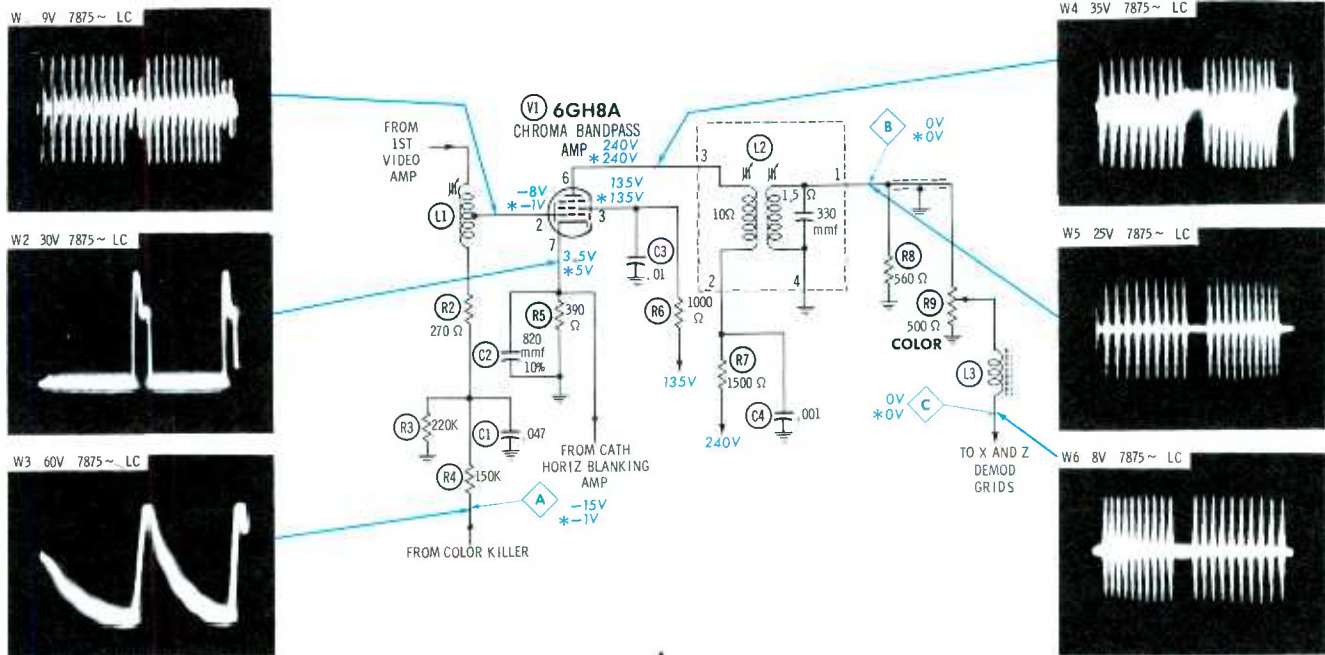 W 9V 7875~ LC
W2 30V 7875~ LC
W3 60V 7875~ LC
FROM
1ST
VIDEO
AMP
L1
V1 6GH8A
CHROMA BANDPASS
AMP
240V
*240V
6
-8V
*-1V
2
135V
*135V
3
7
3.5V
*5V
C3
.01
R2
270 Ω
C2
820
mmf
10%
R5
390
Ω
R6
1000
Ω
135V
R3
220K
C1
.047
R4
150K
FROM CATH
HORIZ BLANKING
AMP
A
-15V
*-1V
FROM COLOR KILLER
3
L2
10Ω
1,5 Ω
330
mmf
1
2
4
R7
1500 Ω
C4
.001
240V
B
0V
*0V
R8
560 Ω
R9
500 Ω
COLOR
L3
0V
*0V
C
TO X AND Z
DEMOD
GRIDS
W4 35V 7875~ LC
W5 25V 7875~ LC
W6 8V 7875~ LC